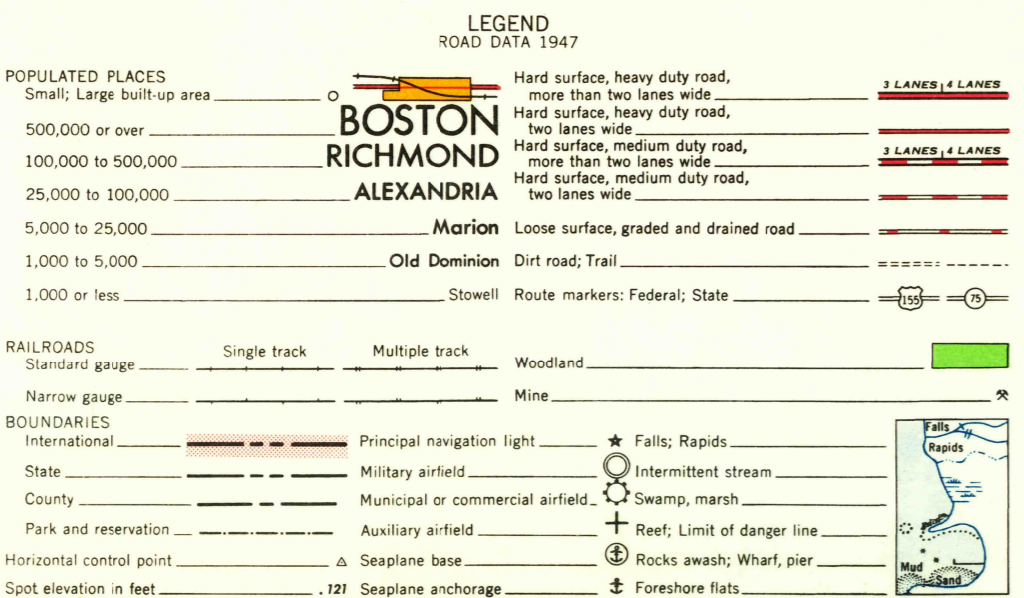 LEGEND
ROAD DATA 1947
POPULATED PLACES
Small; Large built-up area
500,000 or over BOSTON
100,000 to 500,000 RICHMOND
25,000 to 100,000 ALEXANDRIA
5,000 to 25,000 Marion
1,000 to 5,000 Old Dominion
1,000 or less Stowell
Hard surface, heavy duty road,
more than two lanes wide 3 LANES 4 LANES
Hard surface, heavy duty road,
two lanes wide
Hard surface, medium duty road,
more than two lanes wide 3 LANES 4 LANES
Hard surface, medium duty road,
two lanes wide
Loose surface, graded and drained road
Dirt road; Trail
Route markers: Federal; State 155 75
RAILROADS Single track Multiple track
Standard gauge
Narrow gauge
Woodland
Mine
BOUNDARIES
International
State
County
Park and reservation
Horizontal control point
Spot elevation in feet .121
Principal navigation light
Military airfield
Municipal or commercial airfield
Auxiliary airfield
Seaplane base
Seaplane anchorage
Falls; Rapids
Intermittent stream
Swamp, marsh
Reef; Limit of danger line
Rocks awash; Wharf, pier
Foreshore flats
Falls
Rapids
Mud
Sand